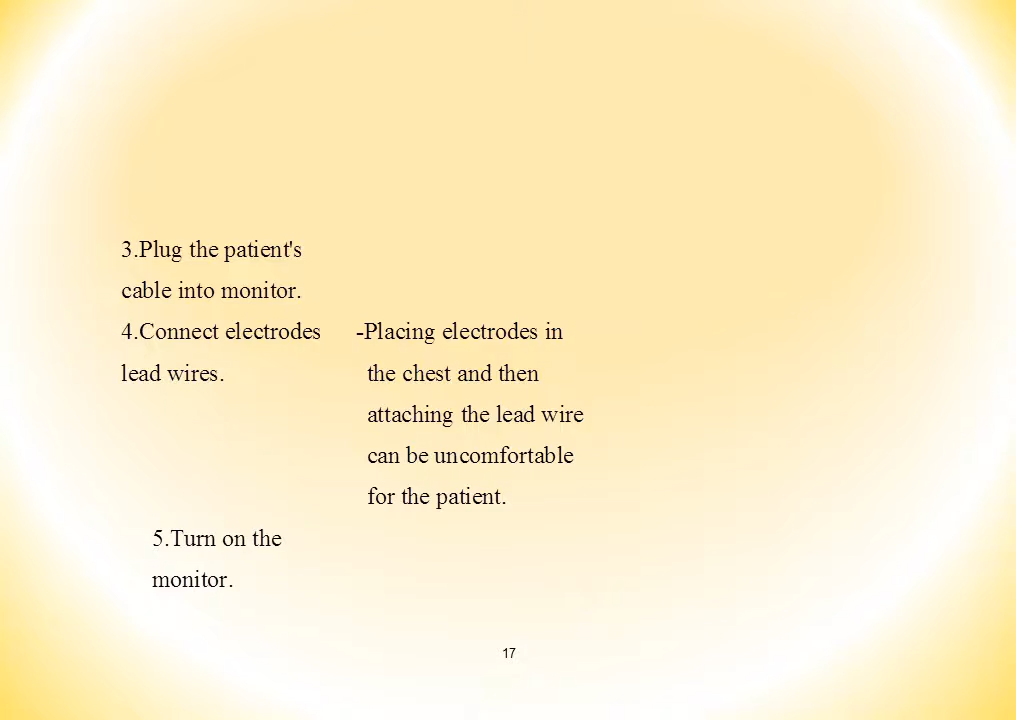 3.Plug the patient's
cable into monitor.
4.Connect electrodes
lead wires.
-Placing electrodes in
the chest and then
attaching the lead wire
can be uncomfortable
for the patient.
5.Turn on the
monitor.
17